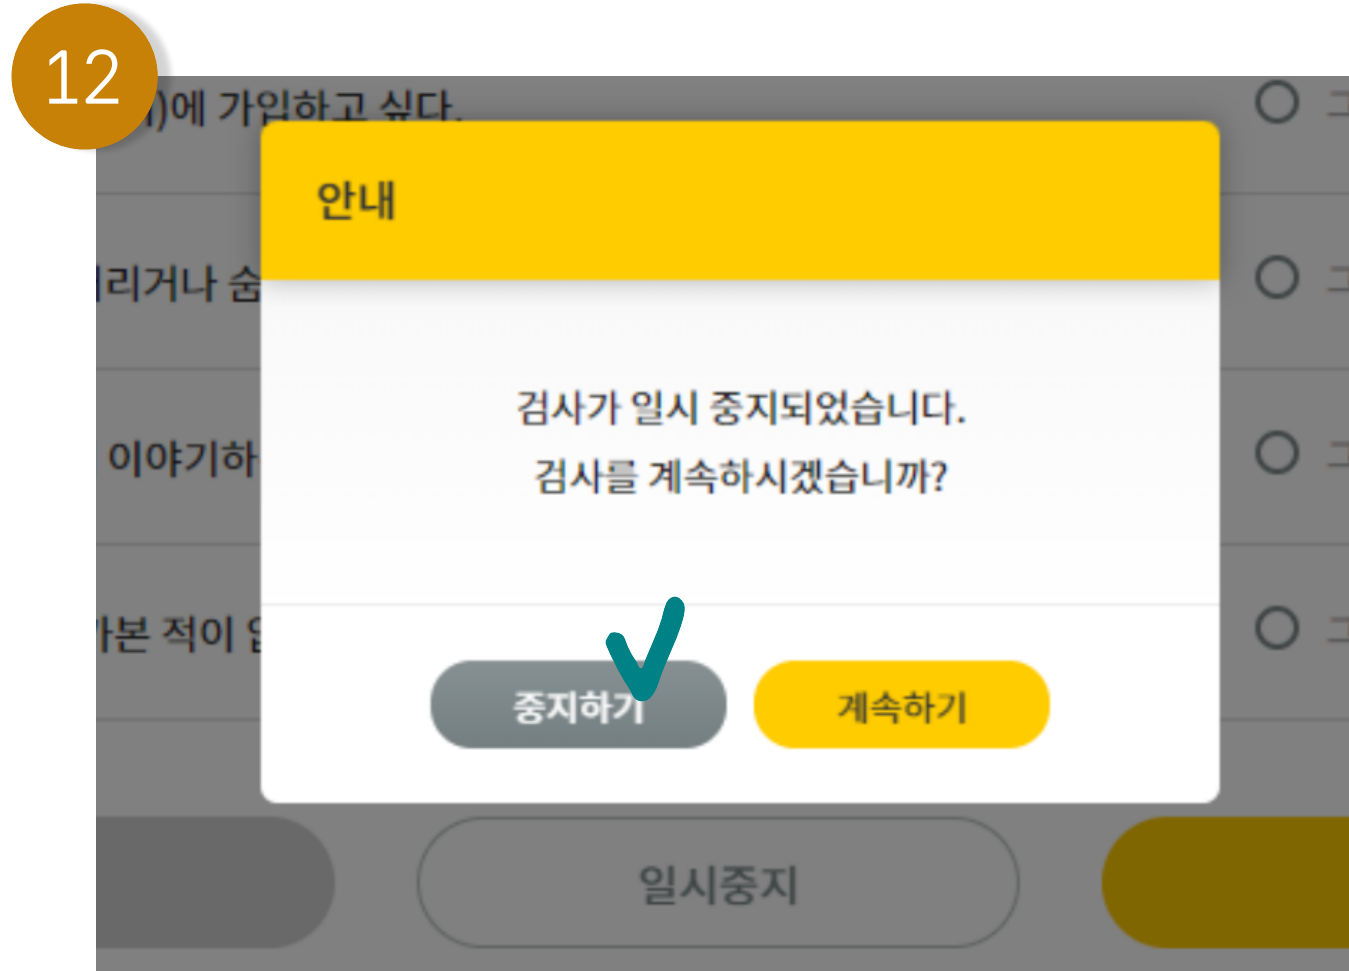 12
)에 가입하고 싶다.
안내
리거나 숨
검사가 일시 중지되었습니다.
이야기하
검사를 계속하시겠습니까?
가본 적이
중지하기
계속하기
일시중지